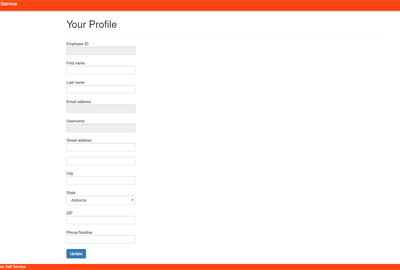 Service
Your Profile
Employee ID
First name
Last name
Email address
Username
Street address
City
State
Alabama
ZIP
Phone Number
Update
Self Service